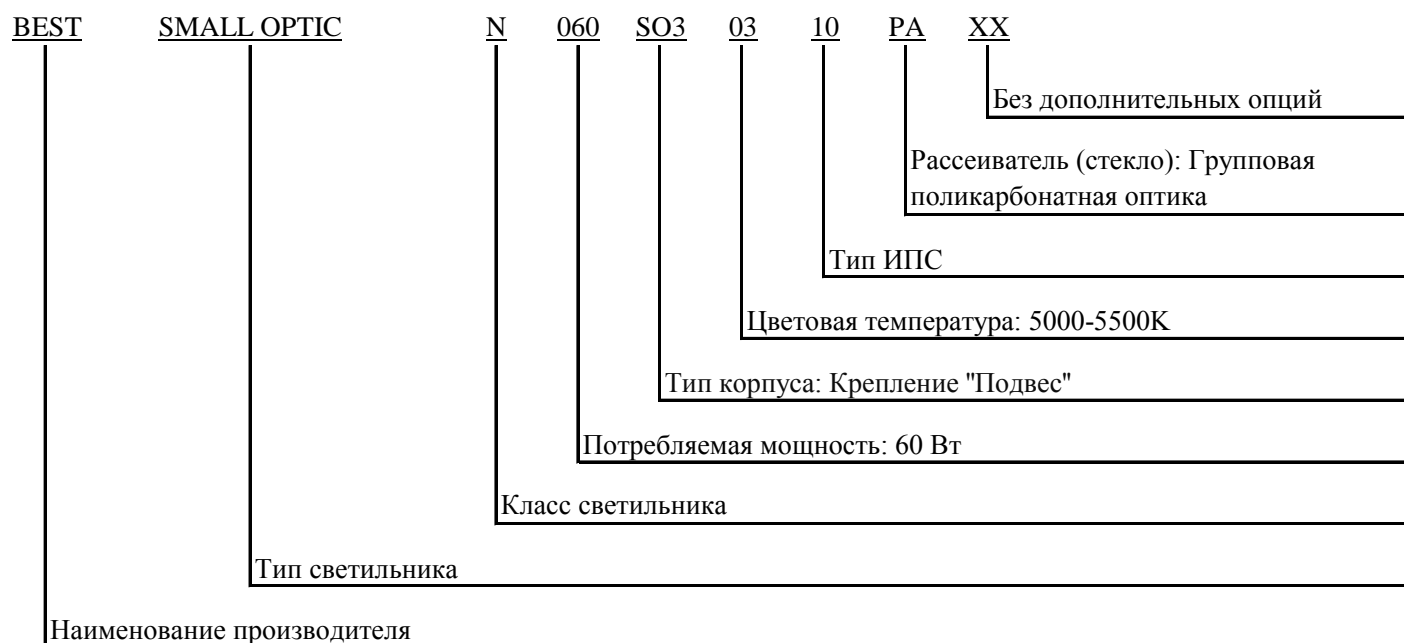 BEST SMALL OPTIC N 060 SO3 03 10 PA XX
Без дополнительных опций
Рассеиватель (стекло): Групповая
поликарбонатная оптика
Тип ИПС
Цветовая температура: 5000-5500K
Тип корпуса: Крепление "Подвес"
Потребляемая мощность: 60 Вт
Класс светильника
Тип светильника
Наименование производителя